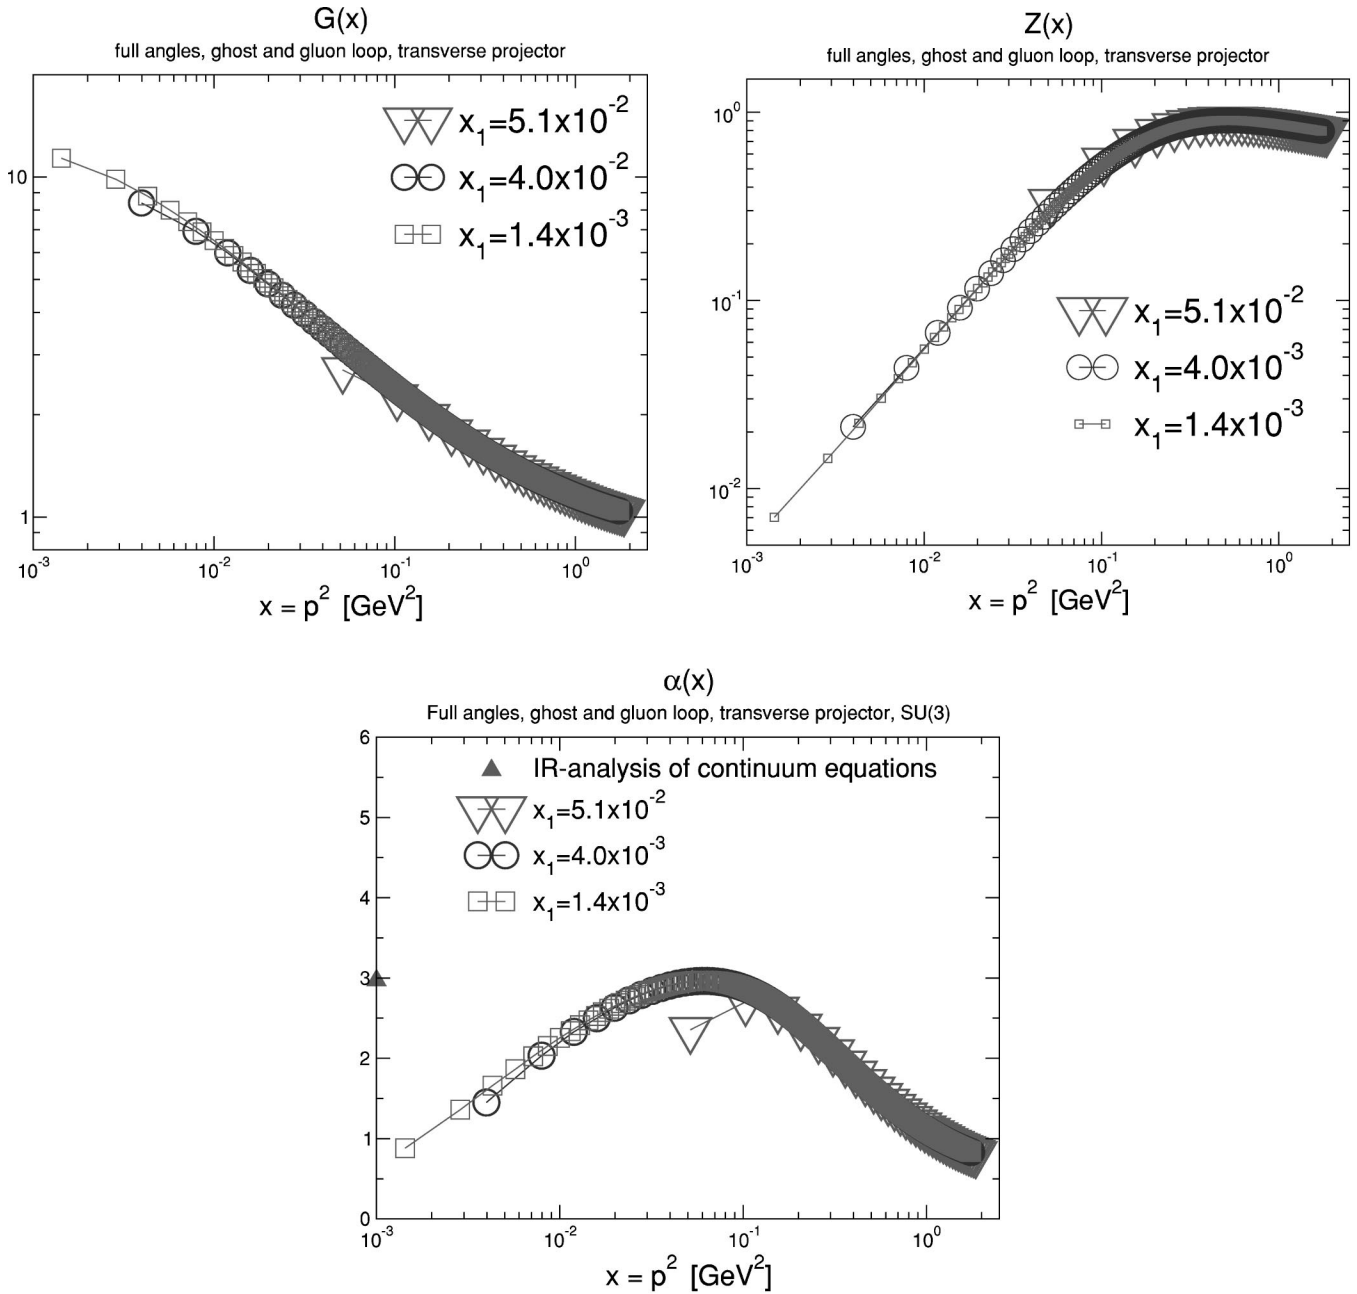 G(x)
full angles, ghost and gluon loop, transverse projector
10
1
x₁=5.1x10⁻²
x₁=4.0x10⁻²
x₁=1.4x10⁻³
10⁻³ 10⁻² 10⁻¹ 10⁰
x = p² [GeV²]
Z(x)
full angles, ghost and gluon loop, transverse projector
10⁰
10⁻¹
10⁻²
x₁=5.1x10⁻²
x₁=4.0x10⁻³
x₁=1.4x10⁻³
10⁻³ 10⁻² 10⁻¹ 10⁰
x = p² [GeV²]
α(x)
Full angles, ghost and gluon loop, transverse projector, SU(3)
6
5
4
3
2
1
0
IR-analysis of continuum equations
x₁=5.1x10⁻²
x₁=4.0x10⁻³
x₁=1.4x10⁻³
10⁻³ 10⁻² 10⁻¹ 10⁰
x = p² [GeV²]